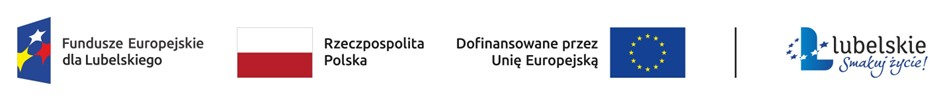 Fundusze Europejskie
dla Lubelskiego
Rzeczpospolita
Polska
Dofinansowane przez
Unię Europejską
lubelskie
Smakuj życie!